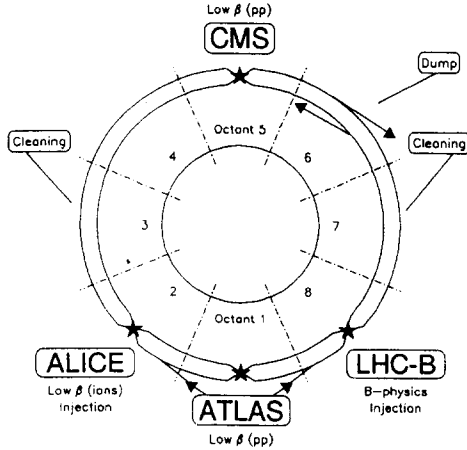 Low β (pp)
CMS
Dump
Cleaning
Octant 5
Cleaning
4
6
3
7
2
8
Octant 1
ALICE
LHC-B
Low β (ions)
Injection
B-physics
Injection
ATLAS
Low β (pp)